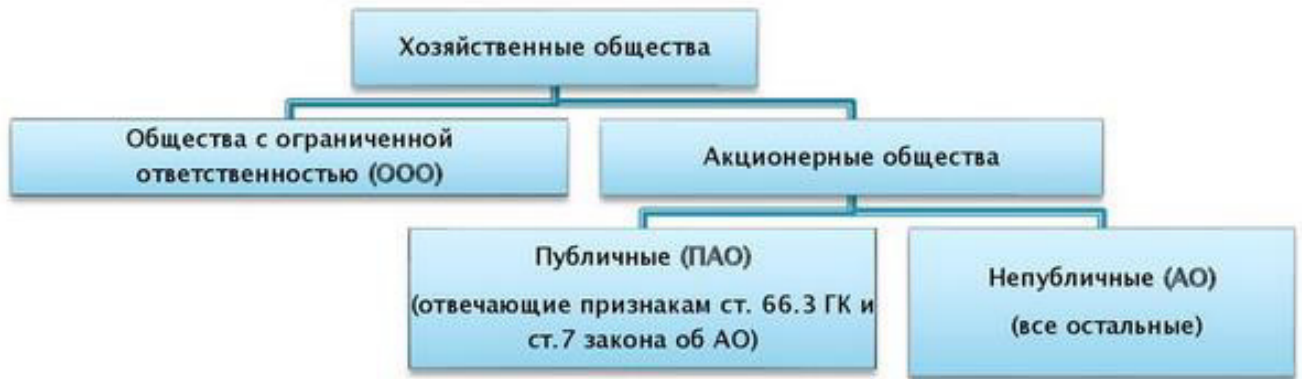 Хозяйственные общества
Общества с ограниченной
ответственностью (ООО)
Акционерные общества
Публичные (ПАО)
(отвечающие признакам ст. 66.3 ГК и
ст.7 закона об АО)
Непубличные (АО)
(все остальные)